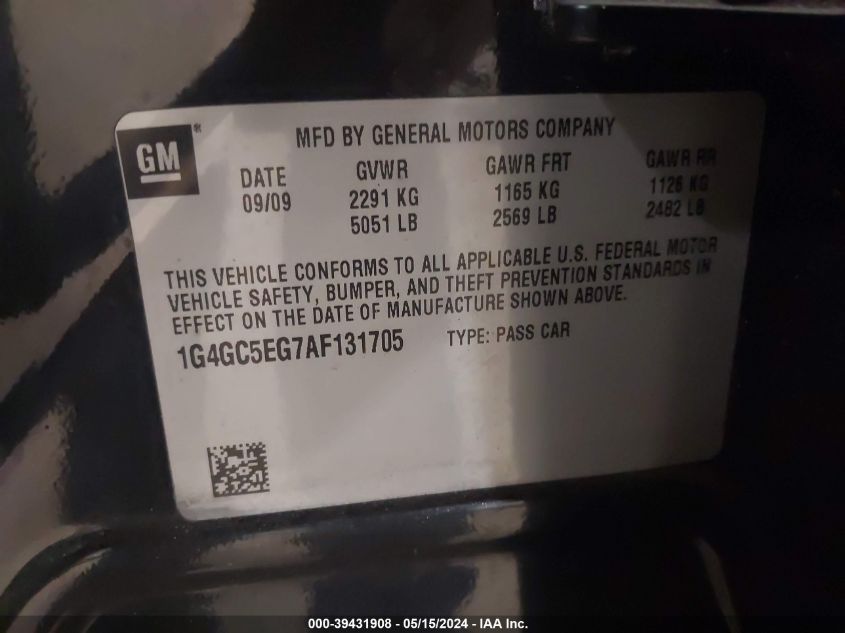 GM®
MFD BY GENERAL MOTORS COMPANY
DATE GVWR GAWR FRT GAWR RR
09/09 2291 KG 1165 KG 1126 KG
5051 LB 2569 LB 2482 LB
THIS VEHICLE CONFORMS TO ALL APPLICABLE U.S. FEDERAL MOTOR
VEHICLE SAFETY, BUMPER, AND THEFT PREVENTION STANDARDS IN
EFFECT ON THE DATE OF MANUFACTURE SHOWN ABOVE.
1G4GC5EG7AF131705 TYPE: PASS CAR
000-39431908 - 05/15/2024 - IAA Inc.